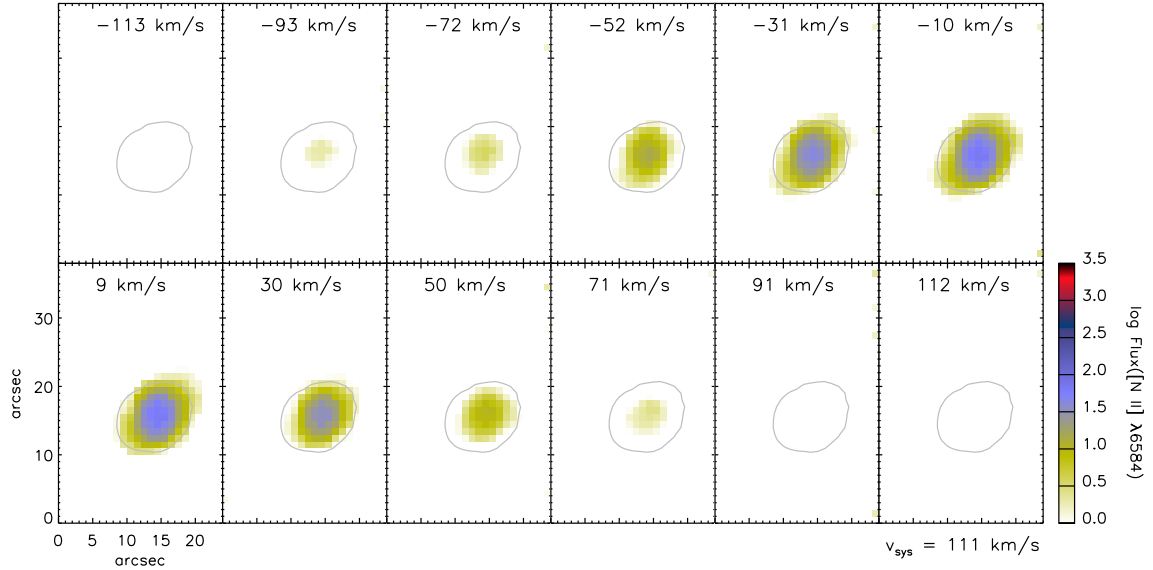 −113 km/s
−93 km/s
−72 km/s
−52 km/s
−31 km/s
−10 km/s
9 km/s
30 km/s
50 km/s
71 km/s
91 km/s
112 km/s
30
20
10
0
arcsec
0 5 10 15 20
arcsec
3.5
3.0
2.5
2.0
1.5
1.0
0.5
0.0
log Flux([N II] λ6584)
v_sys = 111 km/s